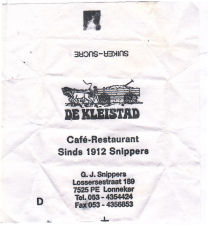 SUIKER-SUCRE
DE KLEISTAD
Café-Restaurant
Sinds 1912 Snippers
G. J. Snippers
Lossersestraat 189
7525 PE Lonneker
Tel. 053 - 4354424
Fax 053 - 4356853
D